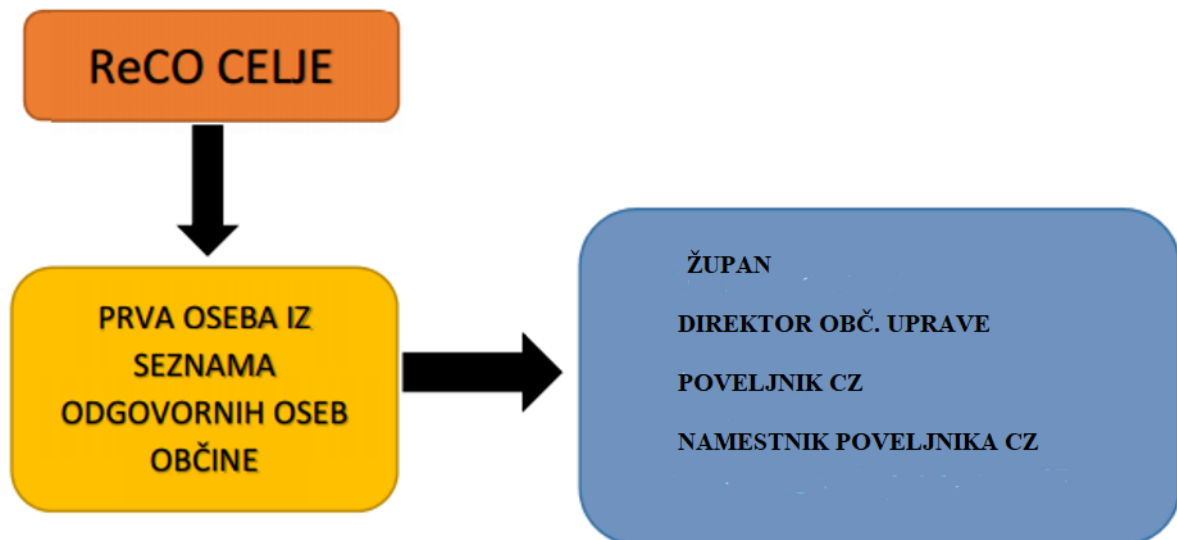 ReCO CELJE
PRVA OSEBA IZ
SEZNAMA
ODGOVORNIH OSEB
OBČINE
ŽUPAN
DIREKTOR OBČ. UPRAVE
POVELJNIK CZ
NAMESTNIK POVELJNIKA CZ